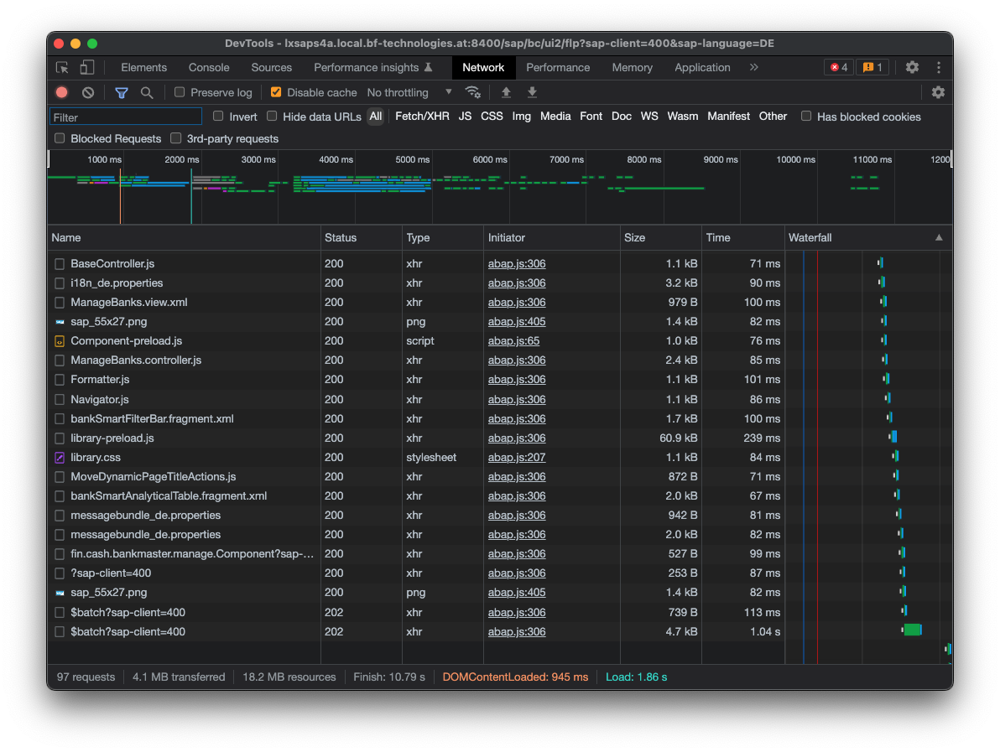 DevTools - lxsaps4a.local.bf-technologies.at:8400/sap/bc/ui2/flp?sap-client=400&sap-language=DE
Elements Console Sources Performance insights Network Performance Memory Application » 4 1
Preserve log Disable cache No throttling
Filter Invert Hide data URLs All Fetch/XHR JS CSS Img Media Font Doc WS Wasm Manifest Other Has blocked cookies
Blocked Requests 3rd-party requests
1000 ms 2000 ms 3000 ms 4000 ms 5000 ms 6000 ms 7000 ms 8000 ms 9000 ms 10000 ms 11000 ms 1200
Name Status Type Initiator Size Time Waterfall
BaseController.js 200 xhr abap.js:306 1.1 kB 71 ms
i18n_de.properties 200 xhr abap.js:306 3.2 kB 90 ms
ManageBanks.view.xml 200 xhr abap.js:306 979 B 100 ms
sap_55x27.png 200 png abap.js:405 1.4 kB 82 ms
Component-preload.js 200 script abap.js:65 1.0 kB 76 ms
ManageBanks.controller.js 200 xhr abap.js:306 2.4 kB 85 ms
Formatter.js 200 xhr abap.js:306 1.1 kB 101 ms
Navigator.js 200 xhr abap.js:306 1.1 kB 86 ms
bankSmartFilterBar.fragment.xml 200 xhr abap.js:306 1.7 kB 100 ms
library-preload.js 200 xhr abap.js:306 60.9 kB 239 ms
library.css 200 stylesheet abap.js:207 1.1 kB 84 ms
MoveDynamicPageTitleActions.js 200 xhr abap.js:306 872 B 71 ms
bankSmartAnalyticalTable.fragment.xml 200 xhr abap.js:306 2.0 kB 67 ms
messagebundle_de.properties 200 xhr abap.js:306 942 B 81 ms
messagebundle_de.properties 200 xhr abap.js:306 2.0 kB 82 ms
fin.cash.bankmaster.manage.Component?sap-... 200 xhr abap.js:306 527 B 99 ms
?sap-client=400 200 xhr abap.js:306 253 B 87 ms
sap_55x27.png 200 png abap.js:405 1.4 kB 82 ms
$batch?sap-client=400 202 xhr abap.js:306 739 B 113 ms
$batch?sap-client=400 202 xhr abap.js:306 4.7 kB 1.04 s
97 requests 4.1 MB transferred 18.2 MB resources Finish: 10.79 s DOMContentLoaded: 945 ms Load: 1.86 s